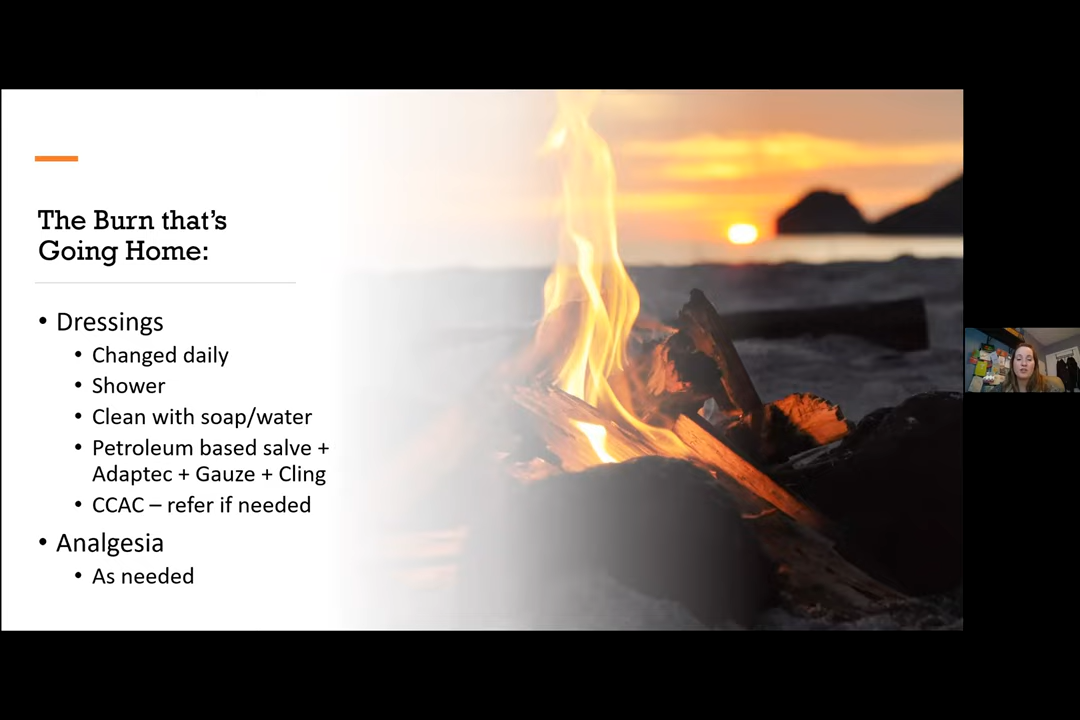 The Burn that's
Going Home:
• Dressings
• Changed daily
• Shower
• Clean with soap/water
• Petroleum based salve +
Adaptec + Gauze + Cling
• CCAC – refer if needed
• Analgesia
• As needed